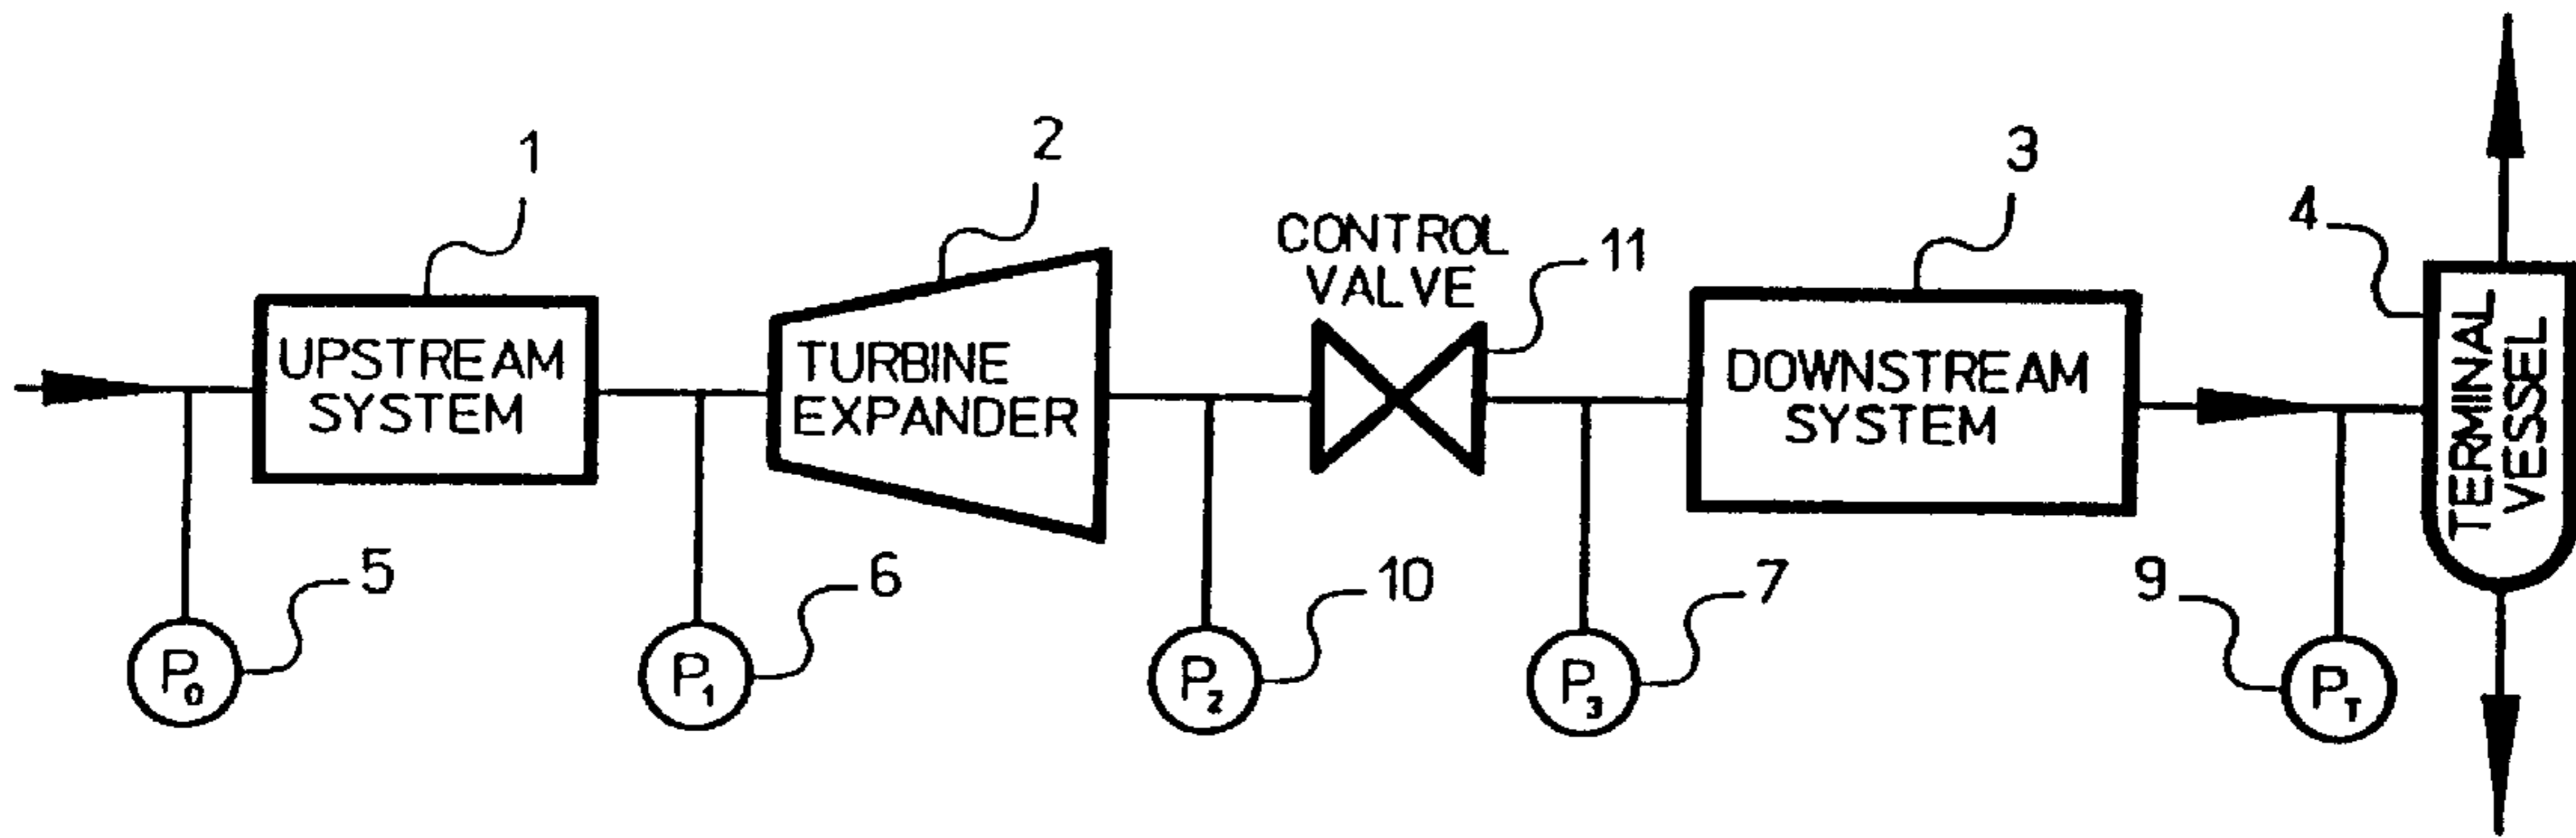 1
2
3
4
CONTROL
VALVE
11
UPSTREAM
SYSTEM
TURBINE
EXPANDER
DOWNSTREAM
SYSTEM
TERMINAL
VESSEL
5
6
10
7
9
P0
P1
P2
P3
PT